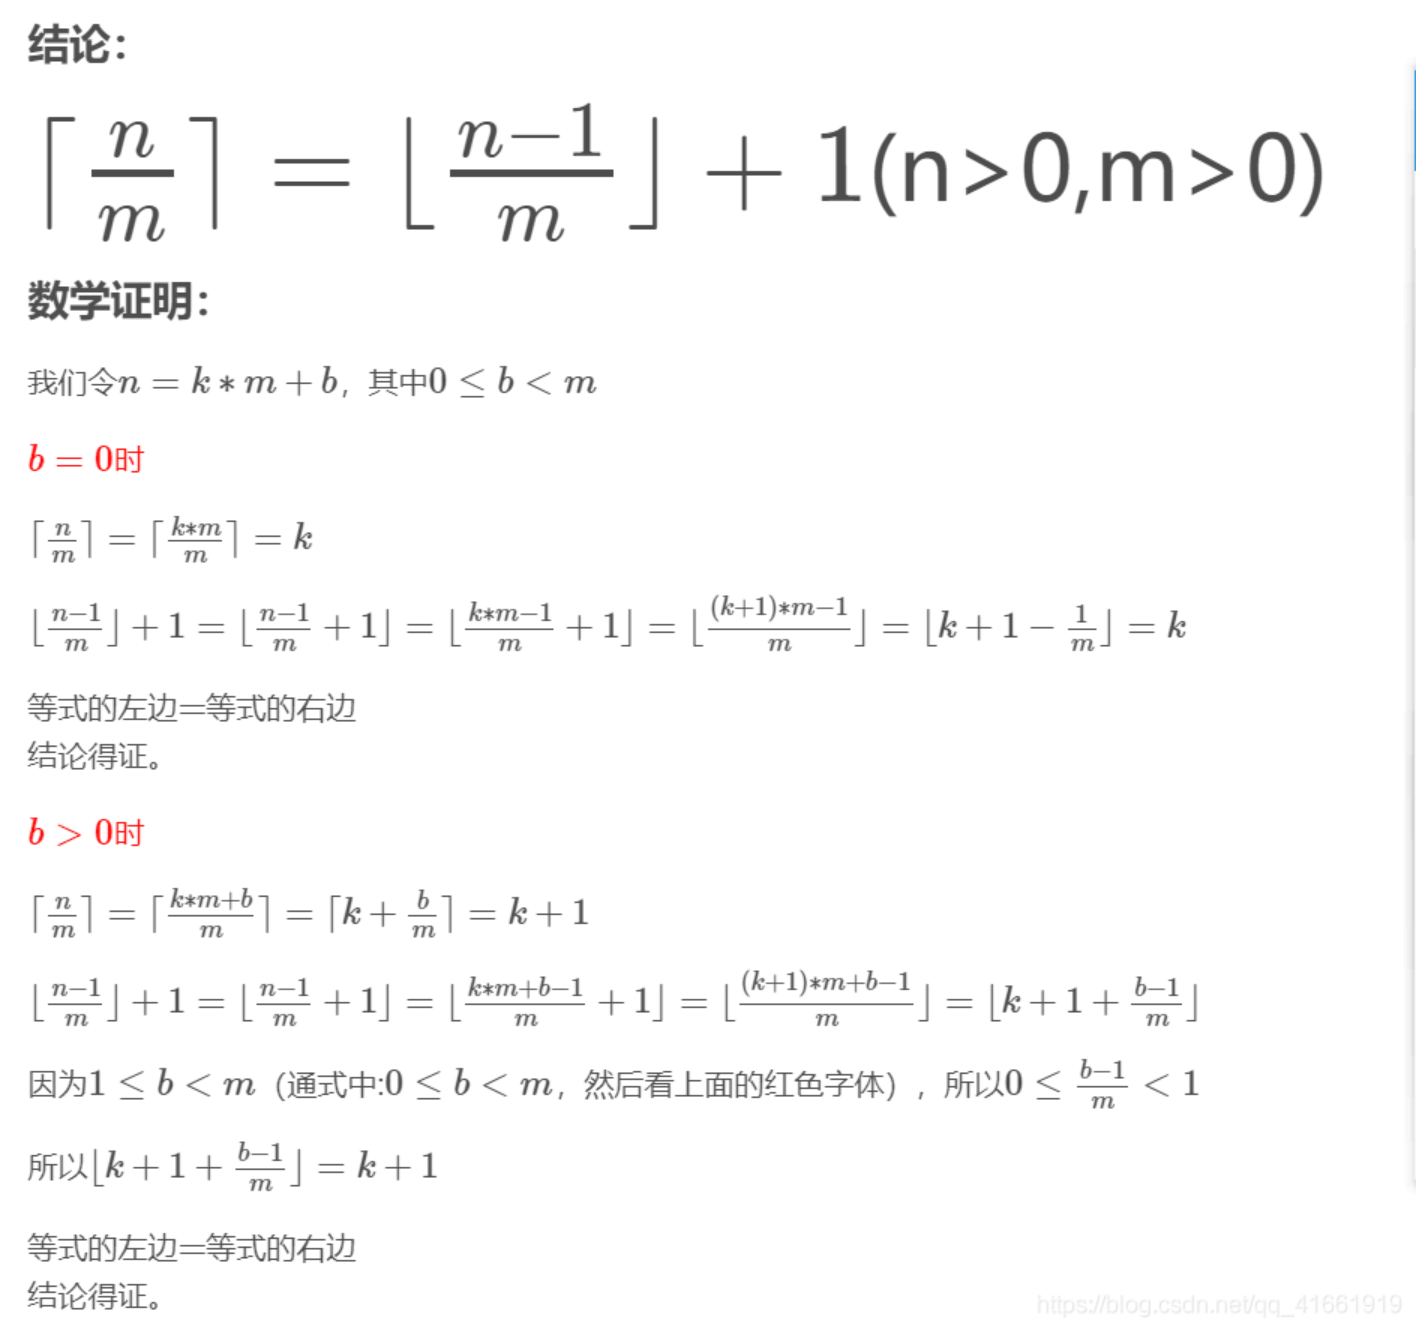 结论：
⌈n/m⌉ = ⌊(n−1)/m⌋ + 1(n>0,m>0)
数学证明：
我们令n = k ∗ m + b，其中0 ≤ b < m
b = 0时
⌈n/m⌉ = ⌈(k∗m)/m⌉ = k
⌊(n−1)/m⌋ + 1 = ⌊(n−1)/m + 1⌋ = ⌊(k∗m−1)/m + 1⌋ = ⌊((k+1)∗m−1)/m⌋ = ⌊k + 1 − 1/m⌋ = k
等式的左边=等式的右边
结论得证。
b > 0时
⌈n/m⌉ = ⌈(k∗m+b)/m⌉ = ⌈k + b/m⌉ = k + 1
⌊(n−1)/m⌋ + 1 = ⌊(n−1)/m + 1⌋ = ⌊(k∗m+b−1)/m + 1⌋ = ⌊((k+1)∗m+b−1)/m⌋ = ⌊k + 1 + (b−1)/m⌋
因为1 ≤ b < m（通式中:0 ≤ b < m，然后看上面的红色字体），所以0 ≤ (b−1)/m < 1
所以⌊k + 1 + (b−1)/m⌋ = k + 1
等式的左边=等式的右边
结论得证。
https://blog.csdn.net/qq_41661919